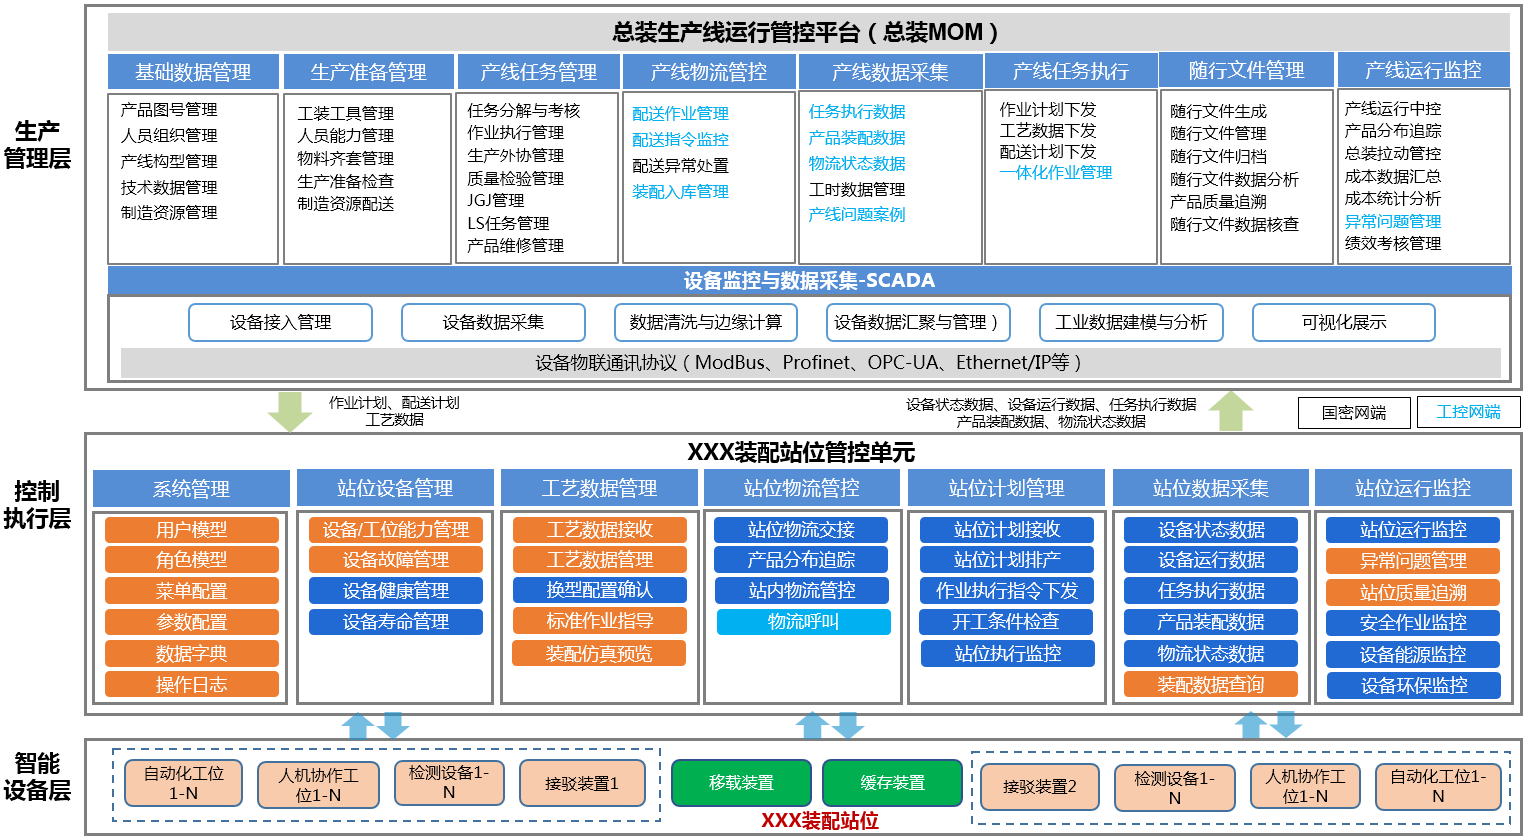 总装生产线运行管控平台（总装MOM）
生产
管理层
基础数据管理
产品图号管理
人员组织管理
产线构型管理
技术数据管理
制造资源管理
生产准备管理
工装工具管理
人员能力管理
物料齐套管理
生产准备检查
制造资源配送
产线任务管理
任务分解与考核
作业执行管理
生产外协管理
质量检验管理
JGJ管理
LS任务管理
产品维修管理
产线物流管控
配送作业管理
配送指令监控
配送异常处置
装配入库管理
产线数据采集
任务执行数据
产品装配数据
物流状态数据
工时数据管理
产线问题案例
产线任务执行
作业计划下发
工艺数据下发
配送计划下发
一体化作业管理
随行文件管理
随行文件生成
随行文件管理
随行文件归档
随行文件数据分析
产品质量追溯
随行文件数据核查
产线运行监控
产线运行中控
产品分布追踪
总装拉动管控
成本数据汇总
成本统计分析
异常问题管理
绩效考核管理
设备监控与数据采集-SCADA
设备接入管理
设备数据采集
数据清洗与边缘计算
设备数据汇聚与管理）
工业数据建模与分析
可视化展示
设备物联通讯协议（ModBus、Profinet、OPC-UA、Ethernet/IP等）
作业计划、配送计划
工艺数据
设备状态数据、设备运行数据、任务执行数据
产品装配数据、物流状态数据
国密网端
工控网端
XXX装配站位管控单元
控制
执行层
系统管理
用户模型
角色模型
菜单配置
参数配置
数据字典
操作日志
站位设备管理
设备/工位能力管理
设备故障管理
设备健康管理
设备寿命管理
工艺数据管理
工艺数据接收
工艺数据管理
换型配置确认
标准作业指导
装配仿真预览
站位物流管控
站位物流交接
产品分布追踪
站内物流管控
物流呼叫
站位计划管理
站位计划接收
站位计划排产
作业执行指令下发
开工条件检查
站位执行监控
站位数据采集
设备状态数据
设备运行数据
任务执行数据
产品装配数据
物流状态数据
装配数据查询
站位运行监控
站位运行监控
异常问题管理
站位质量追溯
安全作业监控
设备能源监控
设备环保监控
智能
设备层
自动化工位
1-N
人机协作工
位1-N
检测设备1-
N
接驳装置1
移载装置
缓存装置
接驳装置2
检测设备1-
N
人机协作工
位1-N
自动化工位1-
N
XXX装配站位